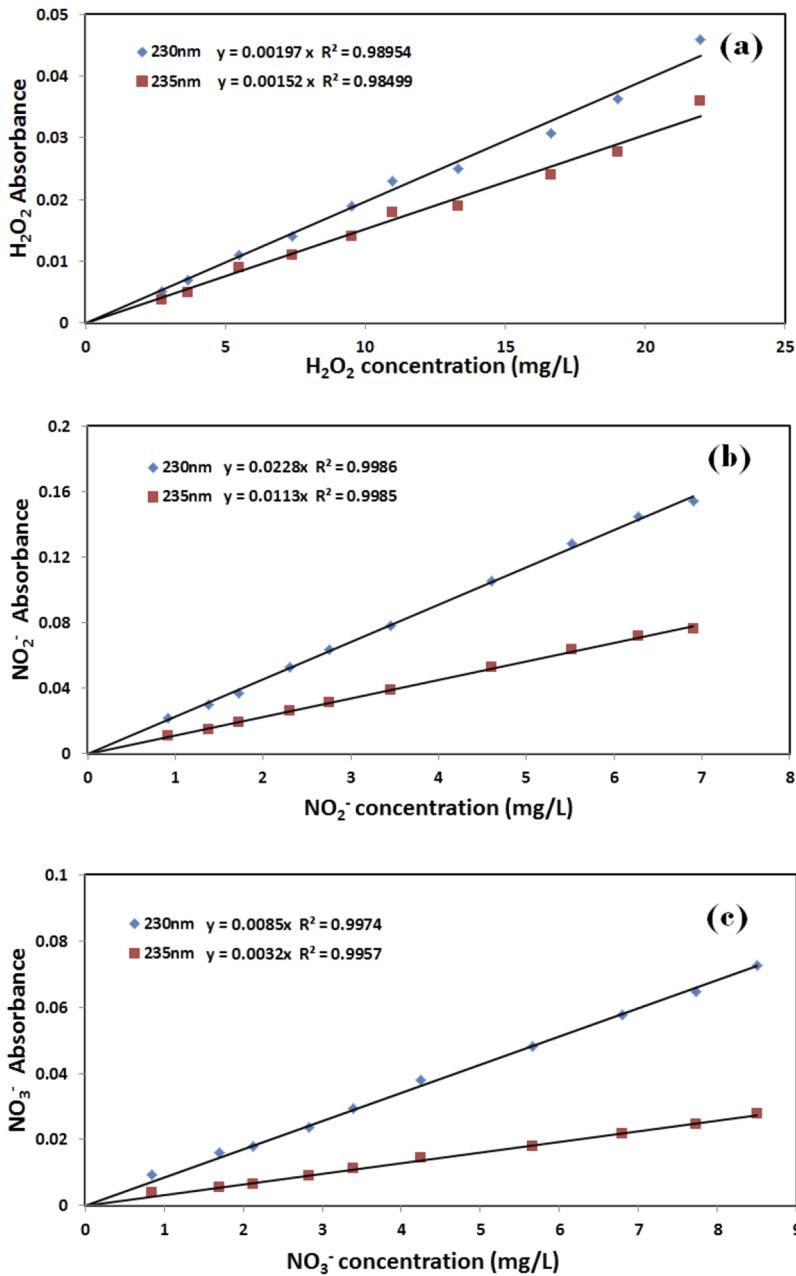 (a)
230nm y = 0.00197 x R² = 0.98954
235nm y = 0.00152 x R² = 0.98499
H₂O₂ Absorbance
0.05
0.04
0.03
0.02
0.01
0
0 5 10 15 20 25
H₂O₂ concentration (mg/L)
(b)
230nm y = 0.0228x R² = 0.9986
235nm y = 0.0113x R² = 0.9985
NO₂⁻ Absorbance
0.2
0.16
0.12
0.08
0.04
0
0 1 2 3 4 5 6 7 8
NO₂⁻ concentration (mg/L)
(c)
230nm y = 0.0085x R² = 0.9974
235nm y = 0.0032x R² = 0.9957
NO₃⁻ Absorbance
0.1
0.08
0.06
0.04
0.02
0
0 1 2 3 4 5 6 7 8 9
NO₃⁻ concentration (mg/L)